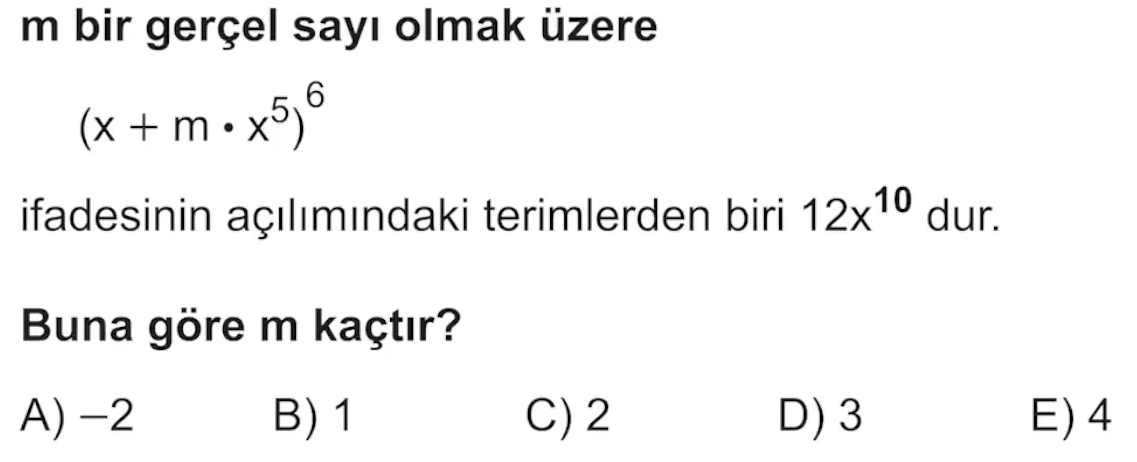 m bir gerçel sayı olmak üzere
(x + m · x⁵)⁶
ifadesinin açılımındaki terimlerden biri 12x¹⁰ dur.
Buna göre m kaçtır?
A) –2 B) 1 C) 2 D) 3 E) 4